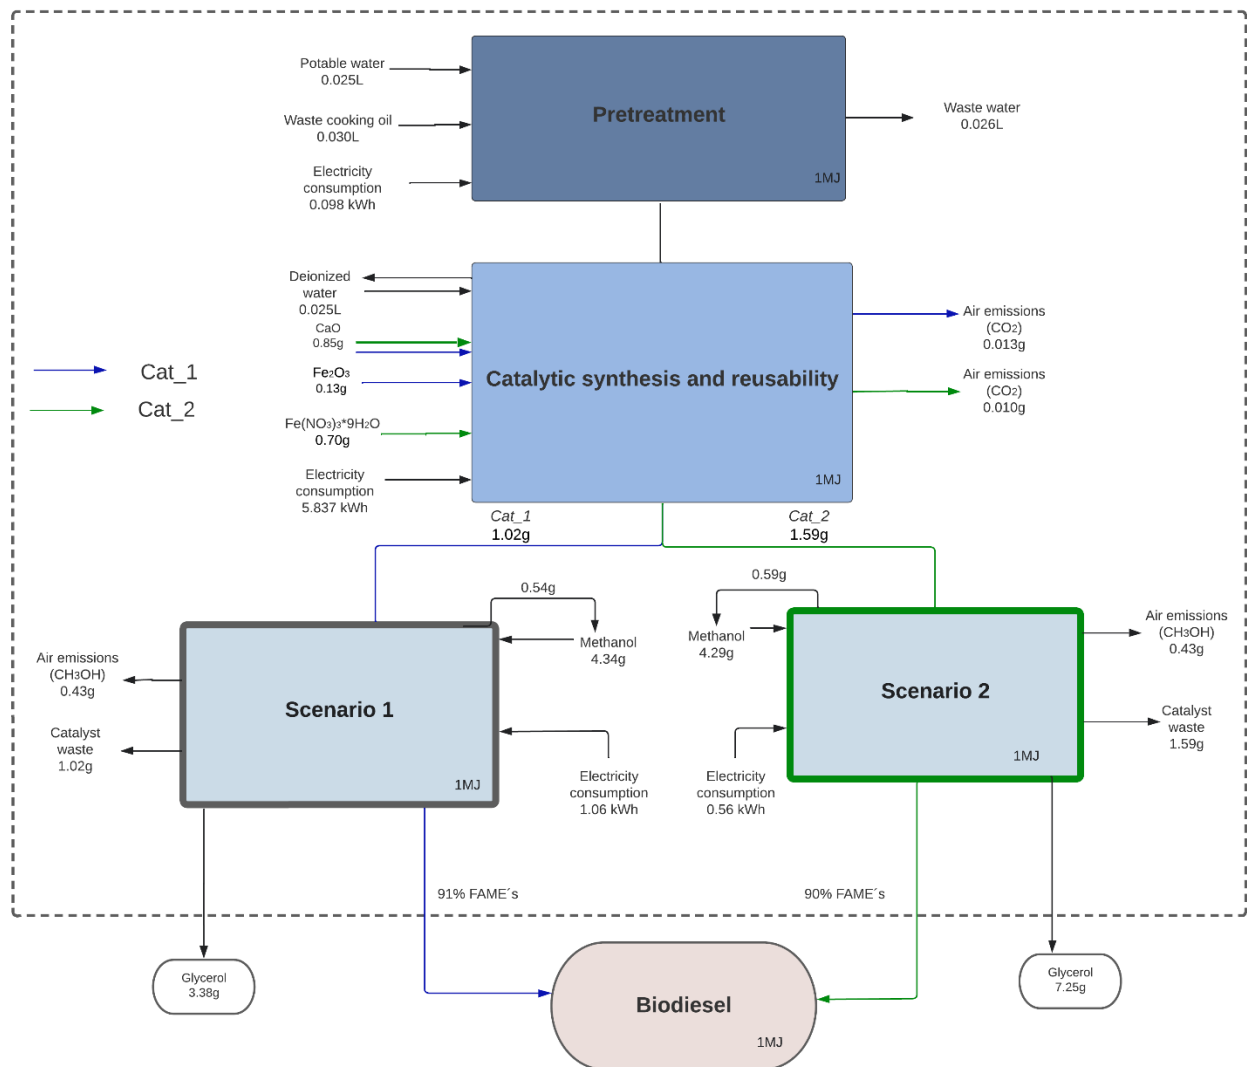 Potable water
0.025L
Waste cooking oil
0.030L
Electricity
consumption
0.098 kWh
Pretreatment
1MJ
Waste water
0.026L
Deionized
water
0.025L
CaO
0.85g
Fe₂O₃
0.13g
Fe(NO₃)₃*9H₂O
0.70g
Electricity
consumption
5.837 kWh
Catalytic synthesis and reusability
1MJ
Air emissions
(CO₂)
0.013g
Air emissions
(CO₂)
0.010g
Cat_1
Cat_2
Cat_1
1.02g
Cat_2
1.59g
0.54g
Methanol
4.34g
Air emissions
(CH₃OH)
0.43g
Catalyst
waste
1.02g
Scenario 1
1MJ
Electricity
consumption
1.06 kWh
0.59g
Methanol
4.29g
Electricity
consumption
0.56 kWh
Scenario 2
1MJ
Air emissions
(CH₃OH)
0.43g
Catalyst
waste
1.59g
91% FAME´s
90% FAME´s
Glycerol
3.38g
Biodiesel
1MJ
Glycerol
7.25g